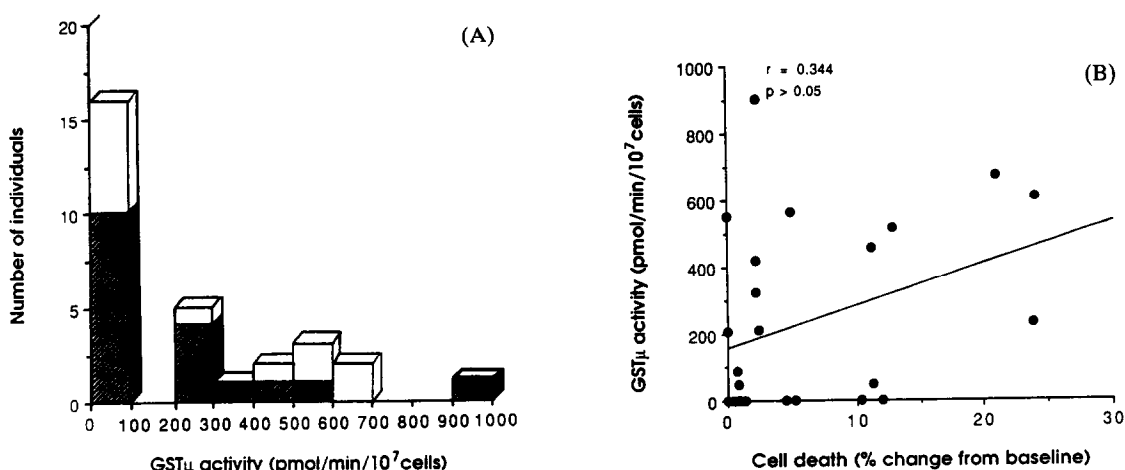 (A)
20
15
10
5
0
Number of individuals
0 100 200 300 400 500 600 700 800 900 1000
GSTμ activity (pmol/min/10⁷cells)
(B)
r = 0.344
p > 0.05
1000
800
600
400
200
0
GSTμ activity (pmol/min/10⁷cells)
0 10 20 30
Cell death (% change from baseline)